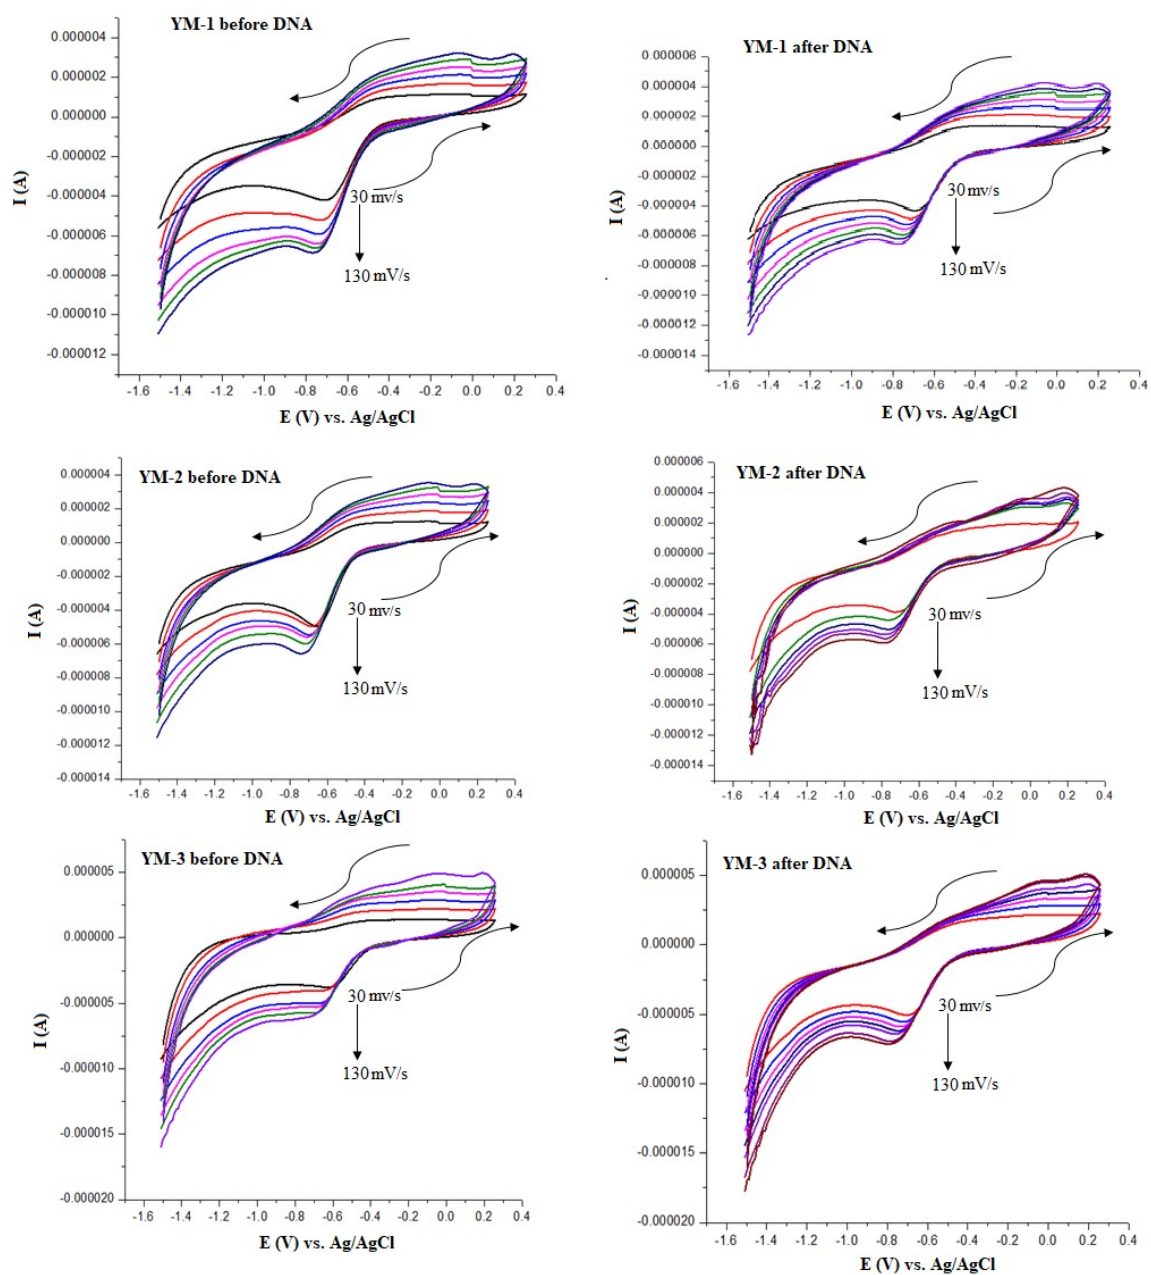 YM-1 before DNA
0.000004
0.000002
0.000000
-0.000002
-0.000004
-0.000006
-0.000008
-0.000010
-0.000012
I (A)
30 mv/s
130 mV/s
-1.6 -1.4 -1.2 -1.0 -0.8 -0.6 -0.4 -0.2 0.0 0.2 0.4
E (V) vs. Ag/AgCl
YM-1 after DNA
0.000006
0.000004
0.000002
0.000000
-0.000002
-0.000004
-0.000006
-0.000008
-0.000010
-0.000012
-0.000014
I (A)
30 mv/s
130 mV/s
-1.6 -1.4 -1.2 -1.0 -0.8 -0.6 -0.4 -0.2 0.0 0.2 0.4
E (V) vs. Ag/AgCl
YM-2 before DNA
0.000004
0.000002
0.000000
-0.000002
-0.000004
-0.000006
-0.000008
-0.000010
-0.000012
-0.000014
I (A)
30 mv/s
130 mV/s
-1.6 -1.4 -1.2 -1.0 -0.8 -0.6 -0.4 -0.2 0.0 0.2 0.4
E (V) vs. Ag/AgCl
YM-2 after DNA
0.000006
0.000004
0.000002
0.000000
-0.000002
-0.000004
-0.000006
-0.000008
-0.000010
-0.000012
-0.000014
I (A)
30 mv/s
130 mV/s
-1.6 -1.4 -1.2 -1.0 -0.8 -0.6 -0.4 -0.2 0.0 0.2 0.4
E (V) vs. Ag/AgCl
YM-3 before DNA
0.000005
0.000000
-0.000005
-0.000010
-0.000015
-0.000020
I (A)
30 mv/s
130 mV/s
-1.6 -1.4 -1.2 -1.0 -0.8 -0.6 -0.4 -0.2 0.0 0.2 0.4
E (V) vs. Ag/AgCl
YM-3 after DNA
0.000005
0.000000
-0.000005
-0.000010
-0.000015
-0.000020
I (A)
30 mv/s
130 mV/s
-1.6 -1.4 -1.2 -1.0 -0.8 -0.6 -0.4 -0.2 0.0 0.2 0.4
E (V) vs. Ag/AgCl